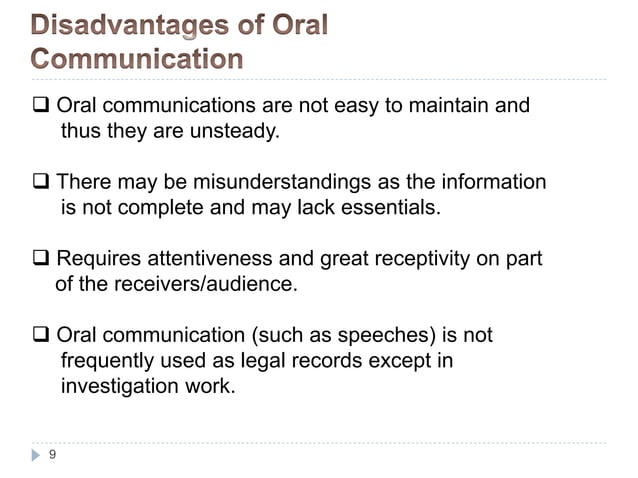 Disadvantages of Oral
Communication
❑ Oral communications are not easy to maintain and
thus they are unsteady.
❑ There may be misunderstandings as the information
is not complete and may lack essentials.
❑ Requires attentiveness and great receptivity on part
of the receivers/audience.
❑ Oral communication (such as speeches) is not
frequently used as legal records except in
investigation work.
9